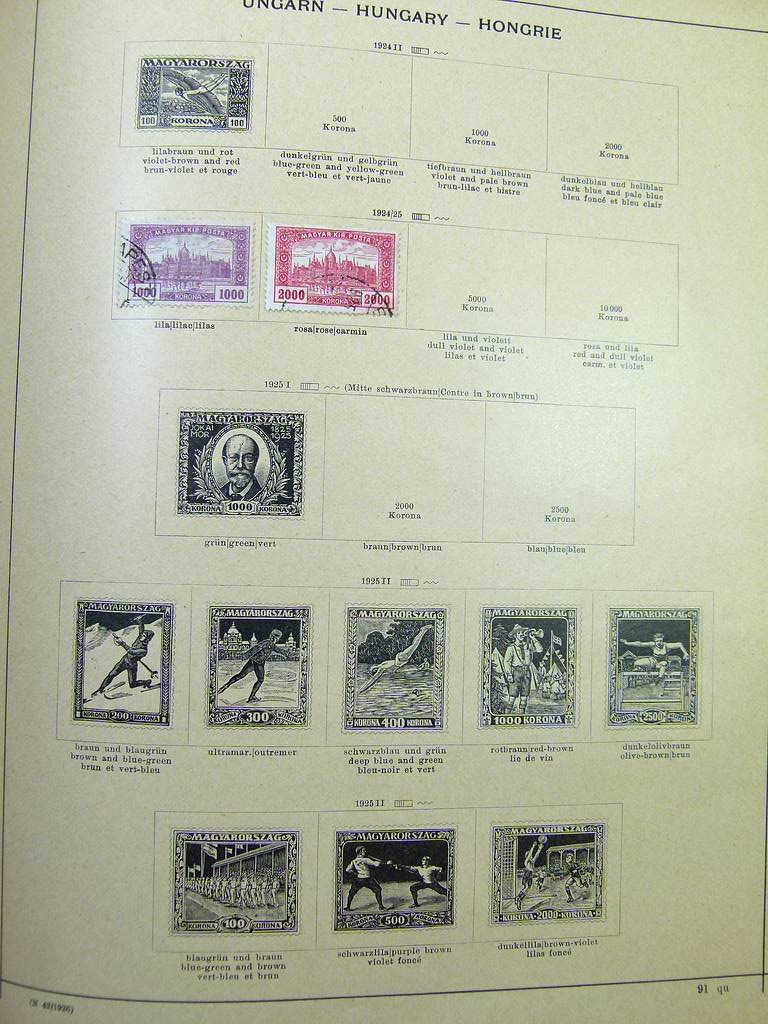 UNGARN — HUNGARY — HONGRIE
1924 II
MAGYARORSZÁG
100 KORONA 100
lilabraun und rot
violet-brown and red
brun-violet et rouge
500
Korona
dunkelgrün und gelbgrün
blue-green and yellow-green
vert-bleu et vert-jaune
1000
Korona
tiefbraun und hellbraun
violet and pale brown
brun-lilac et bistre
2000
Korona
dunkelblau und hellblau
dark blue and pale blue
bleu foncé et bleu clair
1924/25
MAGYAR KIR. POSTA
1000 KORONA 1000
lila|lilac|lilas
MAGYAR KIR. POSTA
2000 KORONA 2000
rosa|rose|carmin
5000
Korona
lila und violett
dull violet and violet
lilas et violet
10 000
Korona
rosa und lila
red and dull violet
carm. et violet
1925 I (Mitte schwarzbraun|Centre in brown|brun)
MAGYARORSZÁG
JÓKAI
MÓR
1825
1925
KORONA 1000 KORONA
grün|green|vert
2000
Korona
braun|brown|brun
2500
Korona
blau|blue|bleu
1925 II
MAGYARORSZÁG
KORONA 200 KORONA
braun und blaugrün
brown and blue-green
brun et vert-bleu
MAGYARORSZÁG
KORONA 300 KORONA
ultramar.|outremer
MAGYARORSZÁG
KORONA 400 KORONA
schwarzblau und grün
deep blue and green
bleu-noir et vert
MAGYARORSZÁG
1000 KORONA
rotbraun|red-brown
lie de vin
MAGYARORSZÁG
KORONA 2500 KORONA
dunkelolivbraun
olive-brown|brun
1925 II
MAGYARORSZÁG
KORONA 100 KORONA
blaugrün und braun
blue-green and brown
vert-bleu et brun
MAGYARORSZÁG
KORONA 500 KORONA
schwarzlila|purple brown
violet foncé
MAGYARORSZÁG
KORONA · 2000 · KORONA
dunkellila|brown-violet
lilas foncé
(N 49/1926)
91 qu